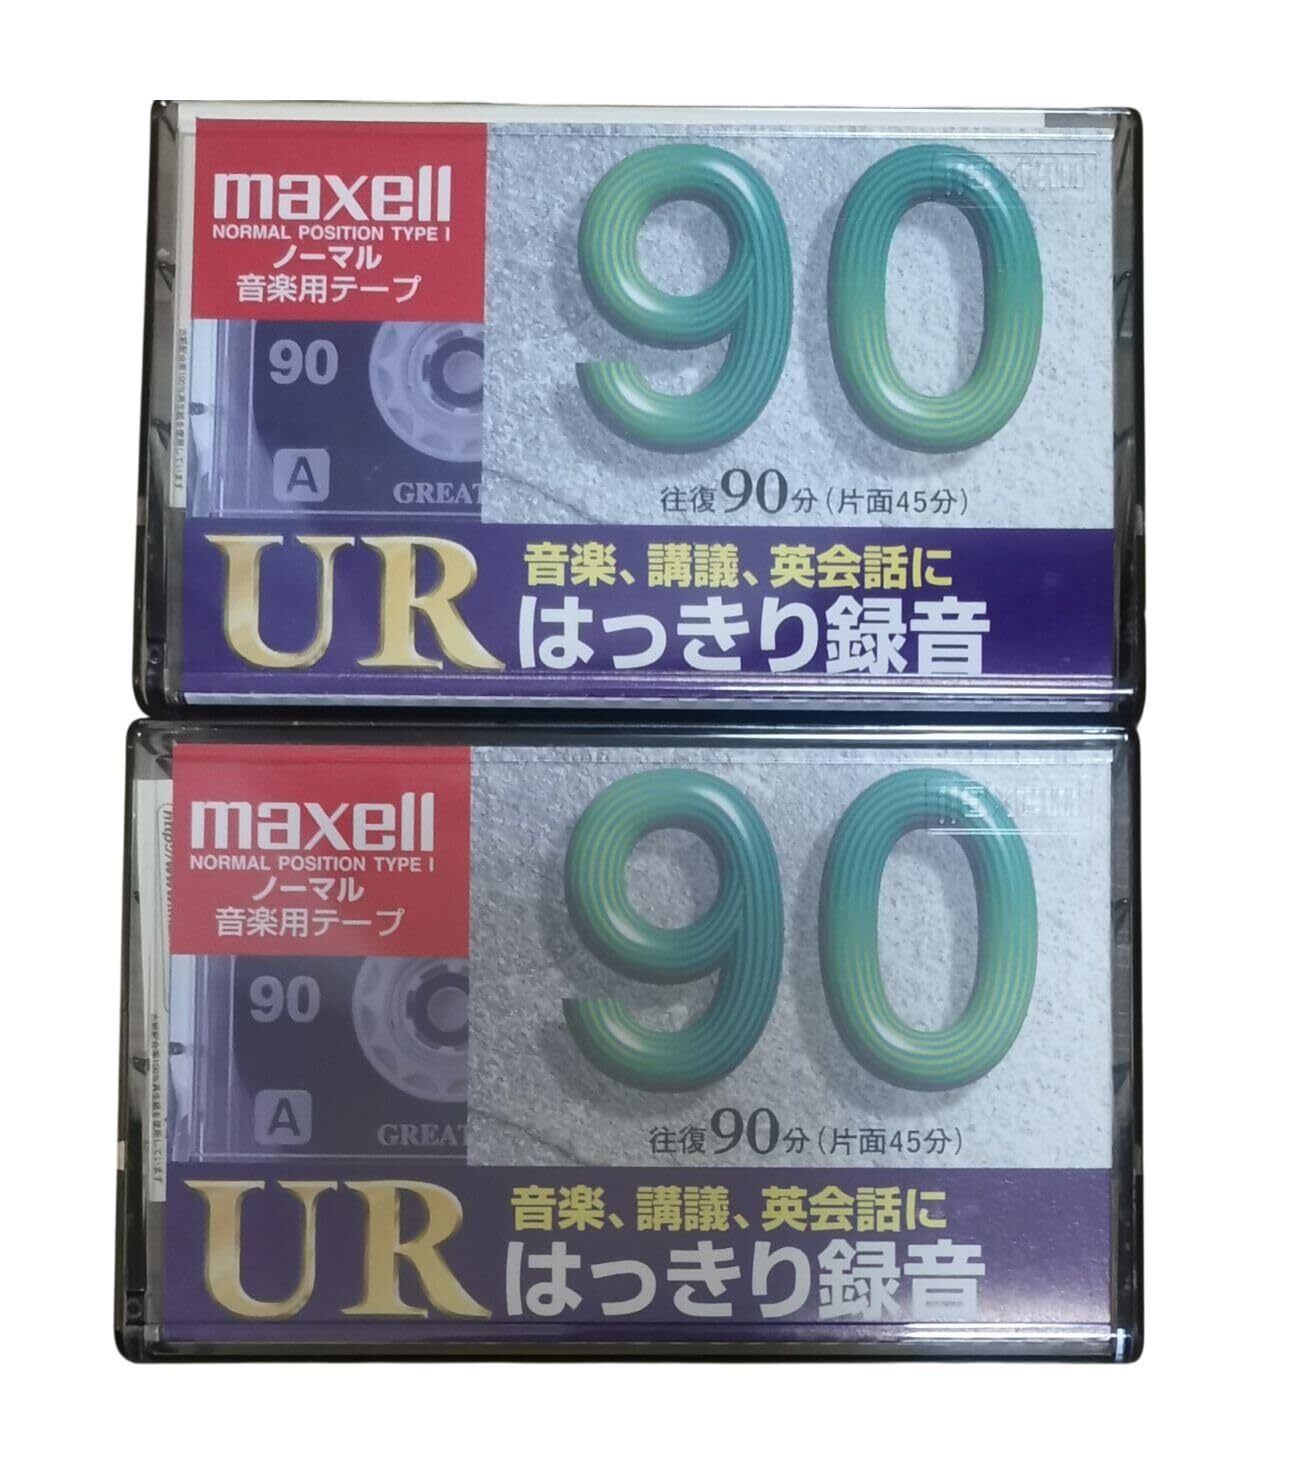 maxell
NORMAL POSITION TYPE I
ノーマル
音楽用テープ
90
90
A
GREAT
往復90分(片面45分)
UR
音楽、講議、英会話に
はっきり録音
maxell
NORMAL POSITION TYPE I
ノーマル
音楽用テープ
90
90
A
GREAT
往復90分(片面45分)
UR
音楽、講議、英会話に
はっきり録音